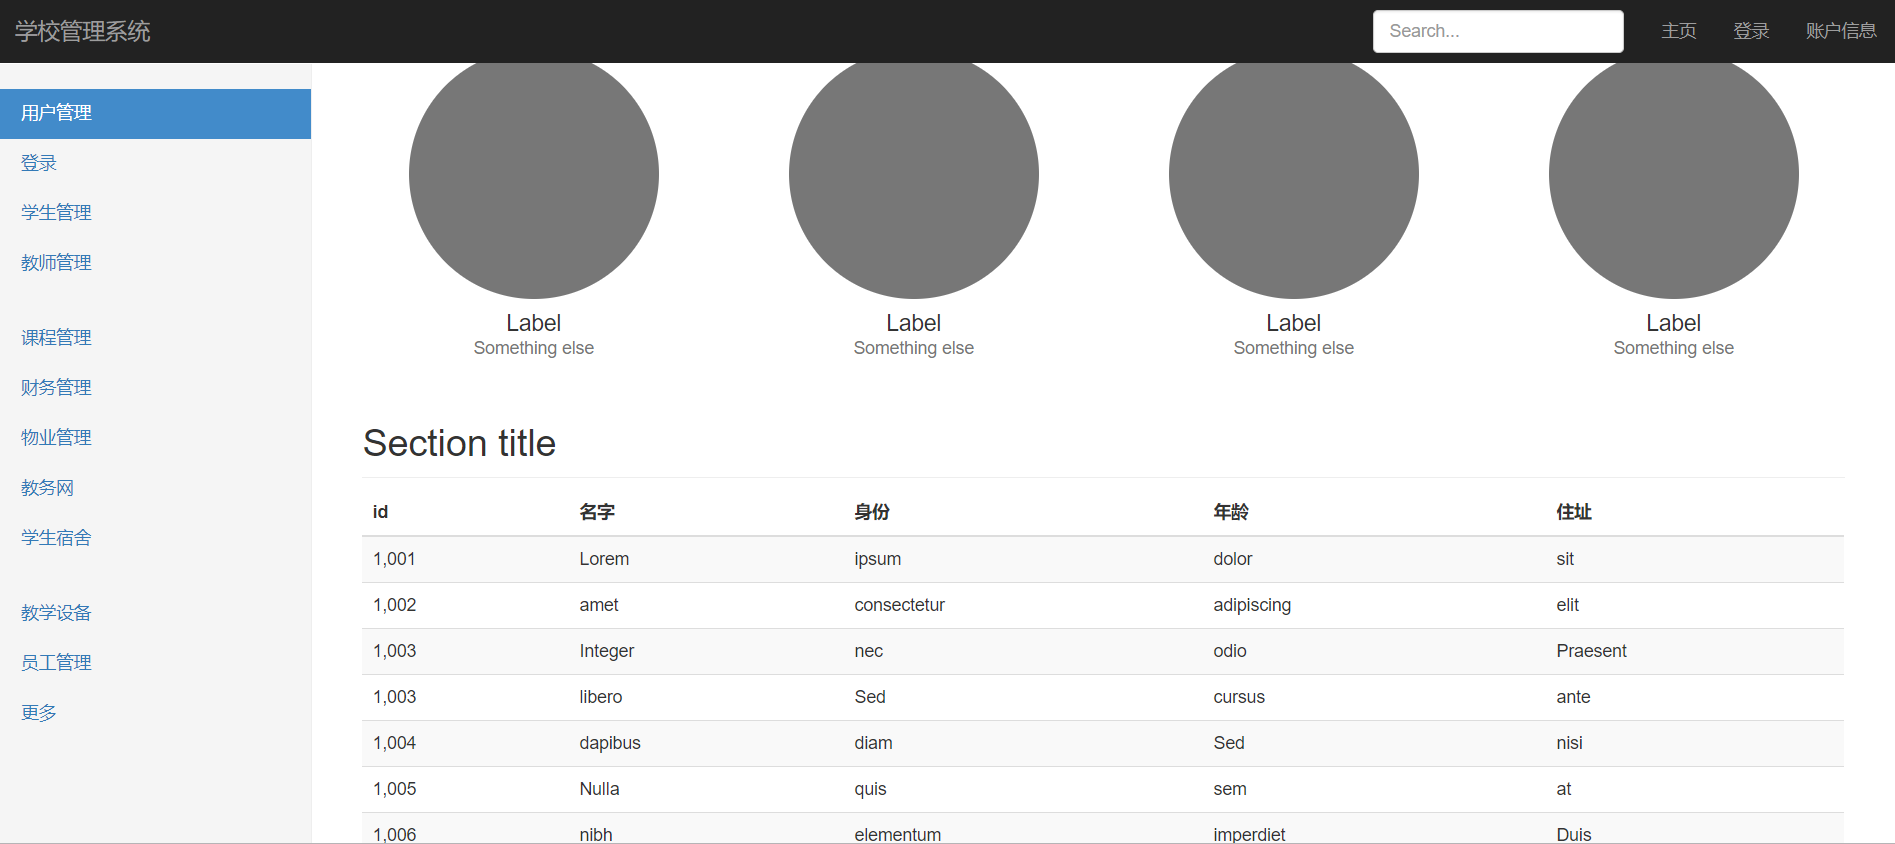 学校管理系统
Search...
主页
登录
账户信息
用户管理
登录
学生管理
教师管理
课程管理
财务管理
物业管理
教务网
学生宿舍
教学设备
员工管理
更多
Label Label Label Label
Something else Something else Something else Something else
Section title
id 名字 身份 年龄 住址
1,001 Lorem ipsum dolor sit
1,002 amet consectetur adipiscing elit
1,003 Integer nec odio Praesent
1,003 libero Sed cursus ante
1,004 dapibus diam Sed nisi
1,005 Nulla quis sem at
1,006 nibh elementum imperdiet Duis